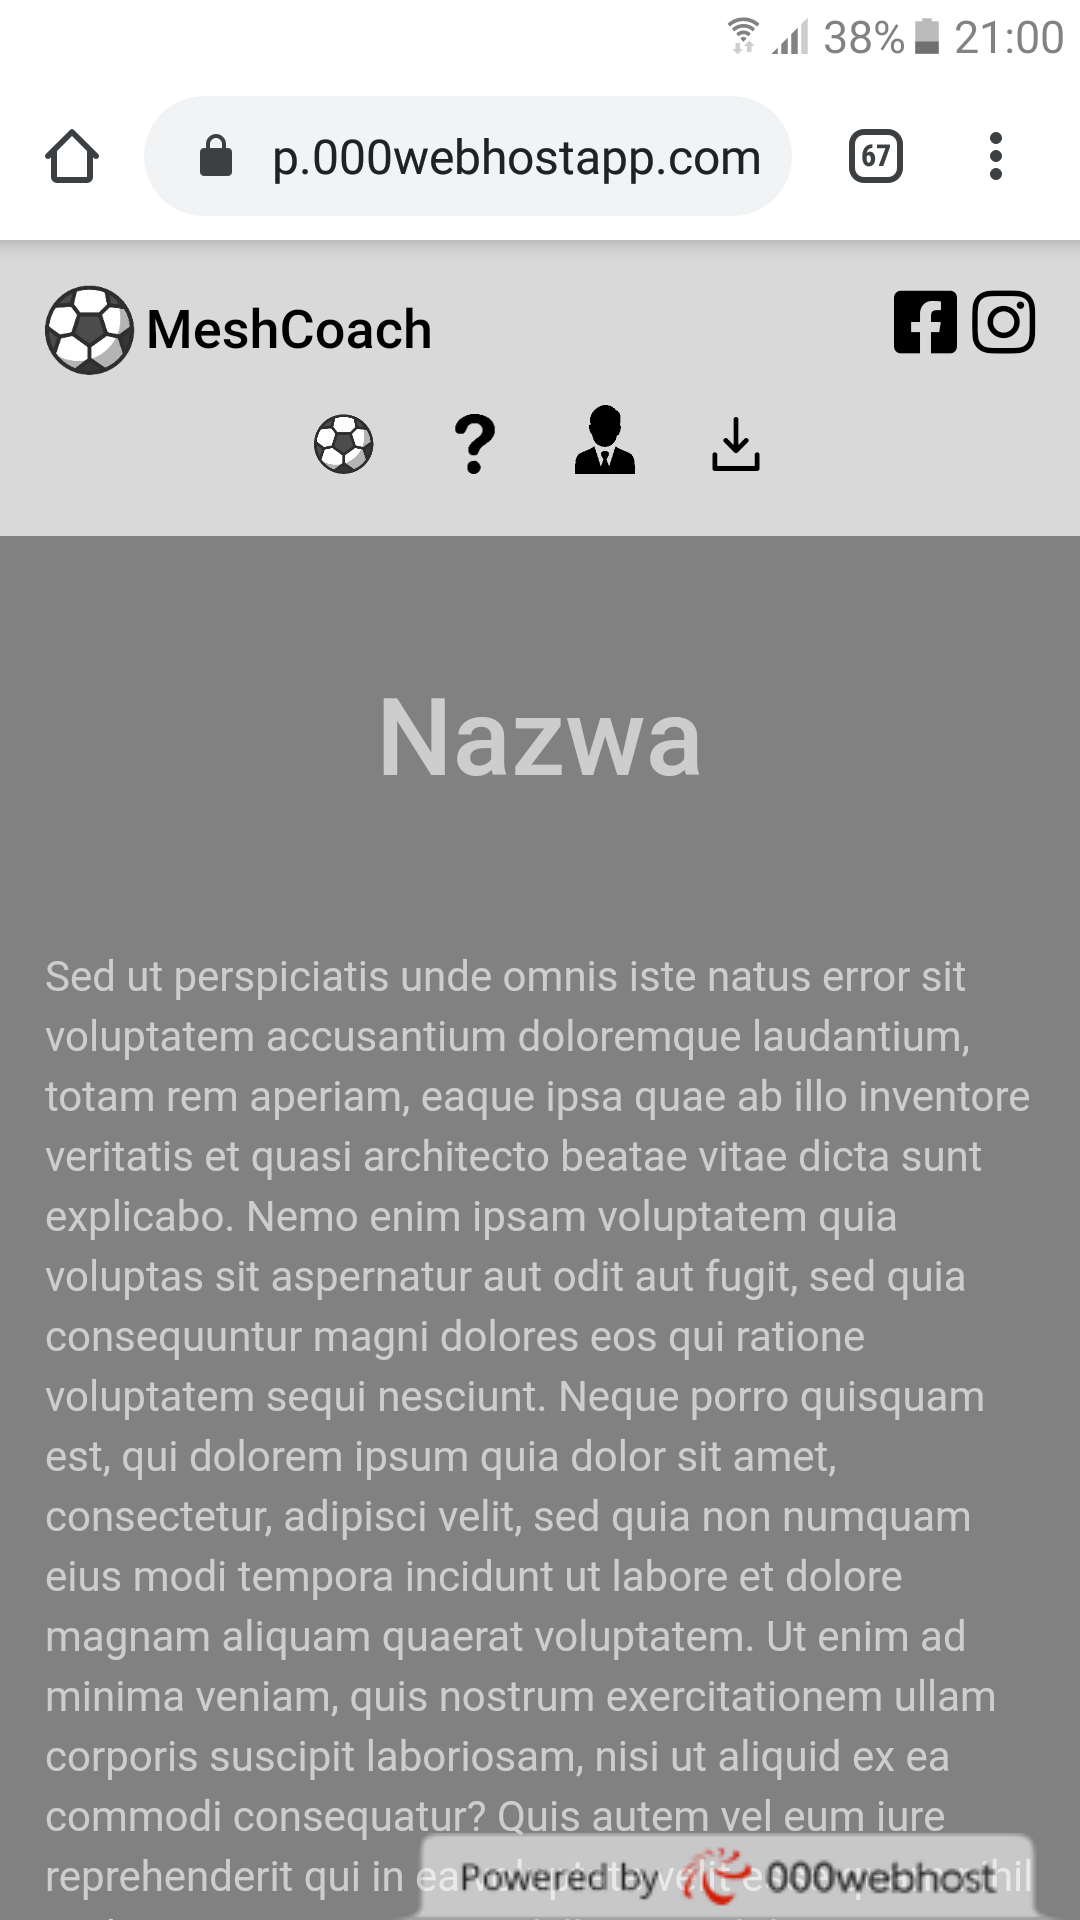 38% 21:00
p.000webhostapp.com 67
MeshCoach
?
Nazwa
Sed ut perspiciatis unde omnis iste natus error sit
voluptatem accusantium doloremque laudantium,
totam rem aperiam, eaque ipsa quae ab illo inventore
veritatis et quasi architecto beatae vitae dicta sunt
explicabo. Nemo enim ipsam voluptatem quia
voluptas sit aspernatur aut odit aut fugit, sed quia
consequuntur magni dolores eos qui ratione
voluptatem sequi nesciunt. Neque porro quisquam
est, qui dolorem ipsum quia dolor sit amet,
consectetur, adipisci velit, sed quia non numquam
eius modi tempora incidunt ut labore et dolore
magnam aliquam quaerat voluptatem. Ut enim ad
minima veniam, quis nostrum exercitationem ullam
corporis suscipit laboriosam, nisi ut aliquid ex ea
commodi consequatur? Quis autem vel eum iure
reprehenderit qui in ea
Powered by 000webhost